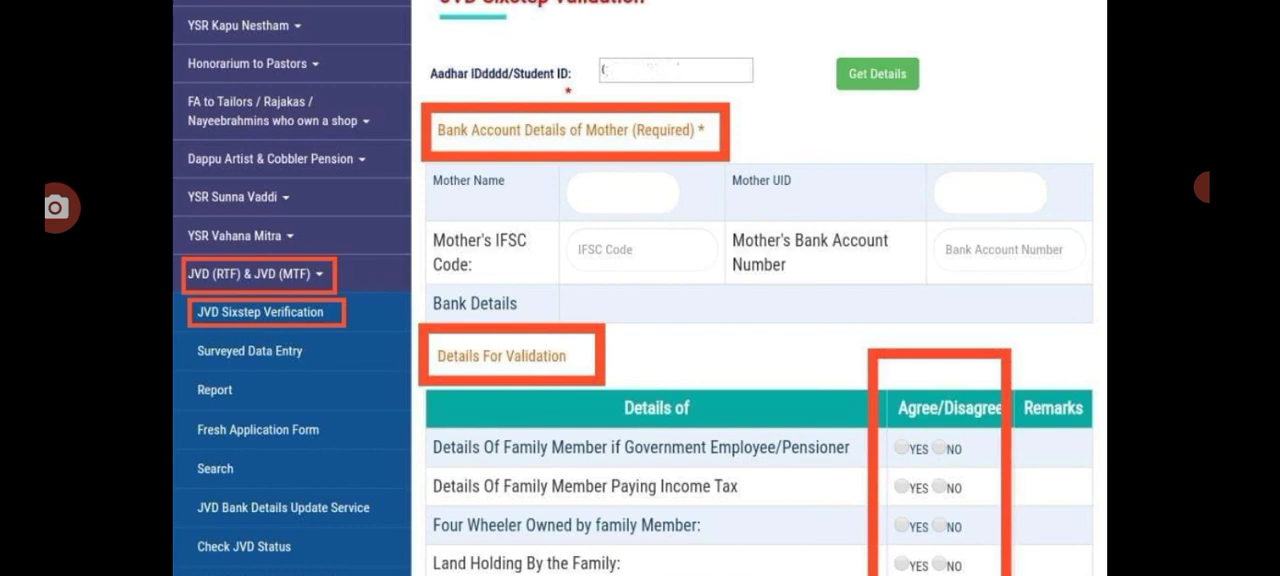 JVD Sixstep Validation
YSR Kapu Nestham
Honorarium to Pastors
FA to Tailors / Rajakas /
Nayeebrahmins who own a shop
Dappu Artist & Cobbler Pension
YSR Sunna Vaddi
YSR Vahana Mitra
JVD (RTF) & JVD (MTF)
JVD Sixstep Verification
Surveyed Data Entry
Report
Fresh Application Form
Search
JVD Bank Details Update Service
Check JVD Status
Aadhar IDdddd/Student ID:
*
Get Details
Bank Account Details of Mother (Required) *
Mother Name
Mother UID
Mother's IFSC
Code:
IFSC Code
Mother's Bank Account
Number
Bank Account Number
Bank Details
Details For Validation
Details of Agree/Disagree Remarks
Details Of Family Member if Government Employee/Pensioner YES NO
Details Of Family Member Paying Income Tax YES NO
Four Wheeler Owned by family Member: YES NO
Land Holding By the Family: YES NO